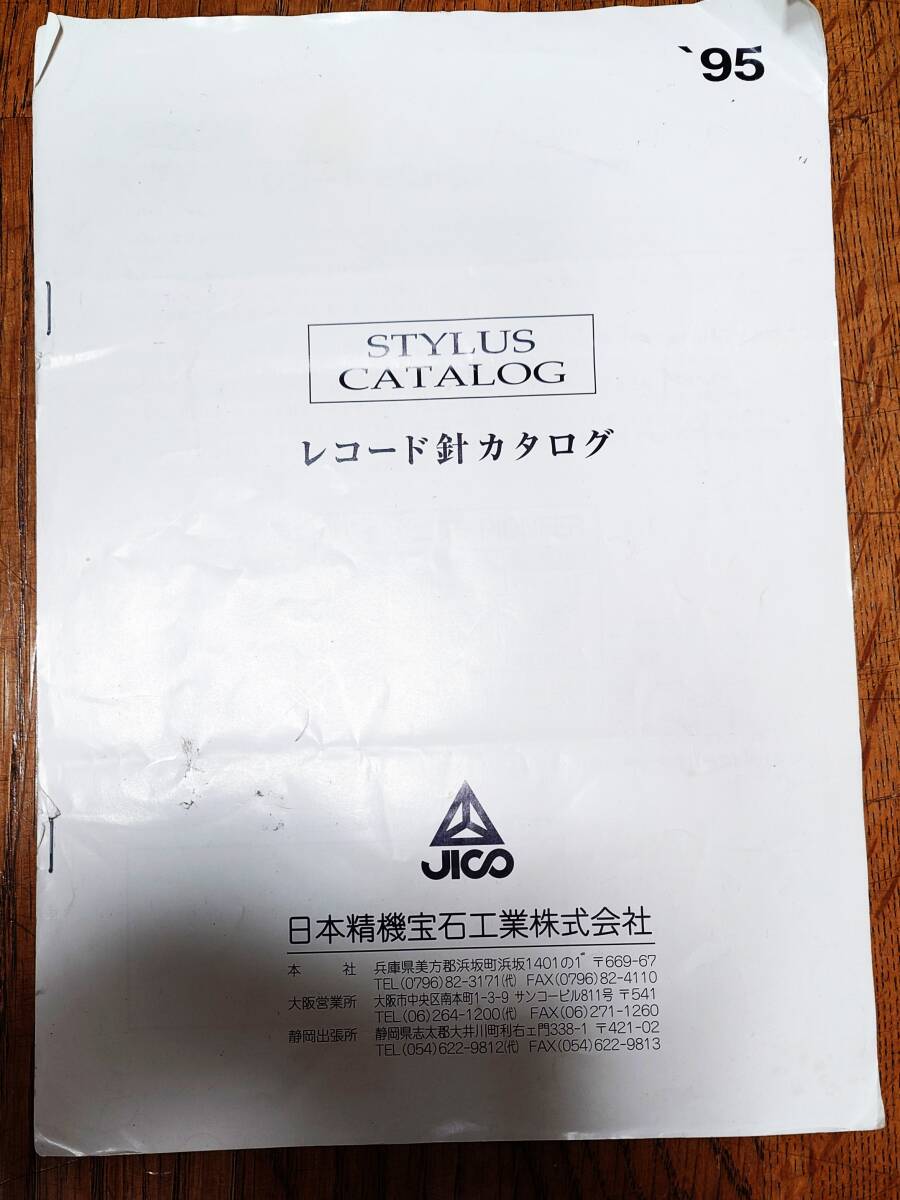 `95
STYLUS
CATALOG
レコード針カタログ
JICO
日本精機宝石工業株式会社
本 社 兵庫県美方郡浜坂町浜坂1401の1 〒669-67
TEL(0796)82-3171(代) FAX(0796)82-4110
大阪営業所 大阪市中央区南本町1-3-9 サンコービル811号 〒541
TEL(06)264-1200(代) FAX(06)271-1260
静岡出張所 静岡県志太郡大井川町利右ェ門338-1 〒421-02
TEL(054)622-9812(代) FAX(054)622-9813